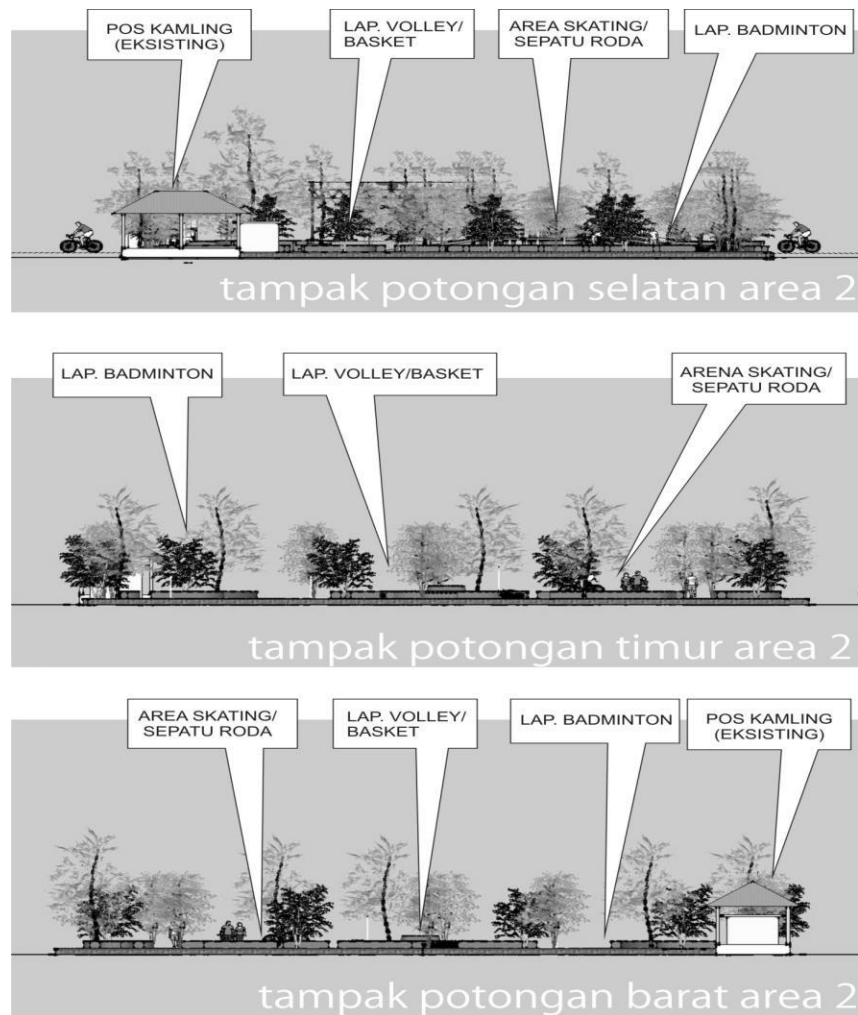 POS KAMLING
(EKSISTING)
LAP. VOLLEY/
BASKET
AREA SKATING/
SEPATU RODA
LAP. BADMINTON
tampak potongan selatan area 2
LAP. BADMINTON
LAP. VOLLEY/BASKET
ARENA SKATING/
SEPATU RODA
tampak potongan timur area 2
AREA SKATING/
SEPATU RODA
LAP. VOLLEY/
BASKET
LAP. BADMINTON
POS KAMLING
(EKSISTING)
tampak potongan barat area 2